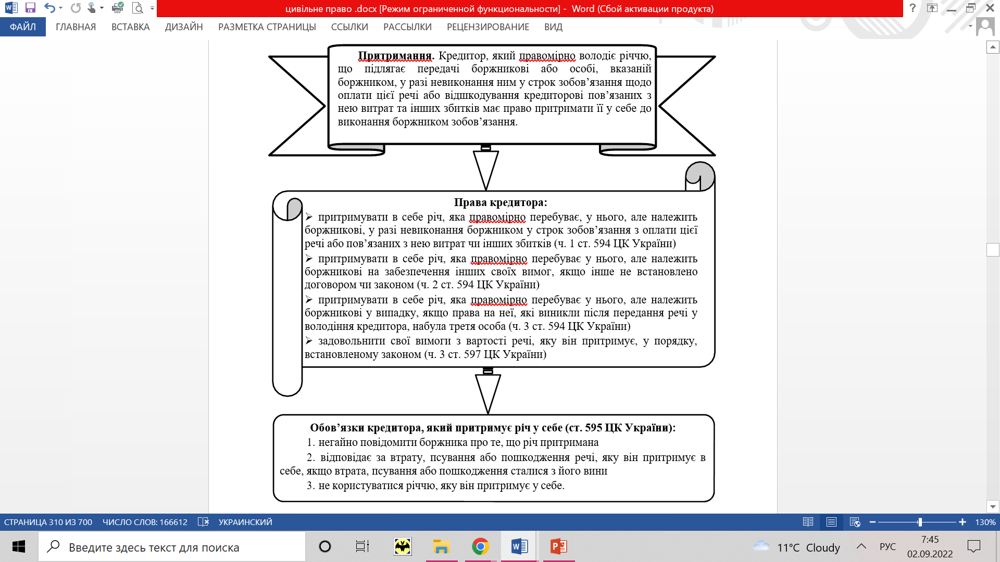 цивільне право .docx [Режим ограниченной функциональности] - Word (Сбой активации продукта)
ФАЙЛ ГЛАВНАЯ ВСТАВКА ДИЗАЙН РАЗМЕТКА СТРАНИЦЫ ССЫЛКИ РАССЫЛКИ РЕЦЕНЗИРОВАНИЕ ВИД
Притримання. Кредитор, який правомірно володіє річчю,
що підлягає передачі боржникові або особі, вказаній
боржником, у разі невиконання ним у строк зобов’язання щодо
оплати цієї речі або відшкодування кредиторові пов’язаних з
нею витрат та інших збитків має право притримати її у себе до
виконання боржником зобов’язання.
Права кредитора:
➢ притримувати в себе річ, яка правомірно перебуває, у нього, але належить
боржникові, у разі невиконання боржником у строк зобов’язання з оплати цієї
речі або пов’язаних з нею витрат чи інших збитків (ч. 1 ст. 594 ЦК України)
➢ притримувати в себе річ, яка правомірно перебуває у нього, але належить
боржникові на забезпечення інших своїх вимог, якщо інше не встановлено
договором чи законом (ч. 2 ст. 594 ЦК України)
➢ притримувати в себе річ, яка правомірно перебуває у нього, але належить
боржникові у випадку, якщо права на неї, які виникли після передання речі у
володіння кредитора, набула третя особа (ч. 3 ст. 594 ЦК України)
➢ задовольнити свої вимоги з вартості речі, яку він притримує, у порядку,
встановленому законом (ч. 3 ст. 597 ЦК України)
Обов’язки кредитора, який притримує річ у себе (ст. 595 ЦК України):
1. негайно повідомити боржника про те, що річ притримана
2. відповідає за втрату, псування або пошкодження речі, яку він притримує в
себе, якщо втрата, псування або пошкодження сталися з його вини
3. не користуватися річчю, яку він притримує у себе.
СТРАНИЦА 310 ИЗ 700 ЧИСЛО СЛОВ: 166612 УКРАИНСКИЙ 130%
Введите здесь текст для поиска
11°C Cloudy РУС 7:45
02.09.2022